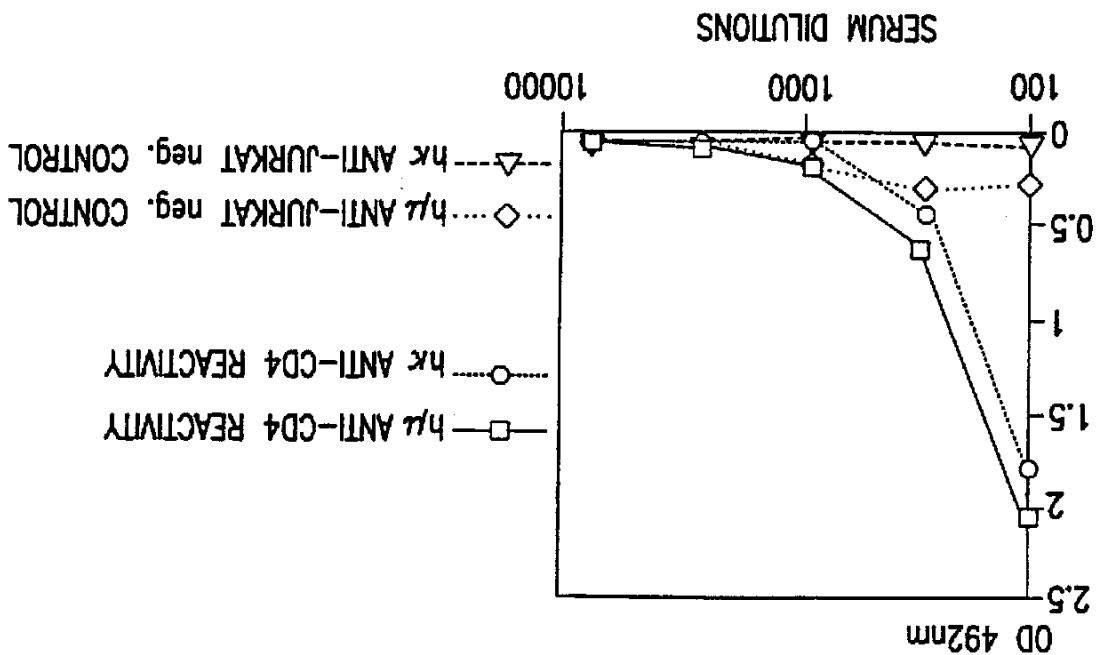 OD 492nm
2.5
2
1.5
1
0.5
0
100
1000
10000
SERUM DILUTIONS
hμ ANTI-CD4 REACTIVITY
hκ ANTI-CD4 REACTIVITY
hμ ANTI-JURKAT neg. CONTROL
hκ ANTI-JURKAT neg. CONTROL